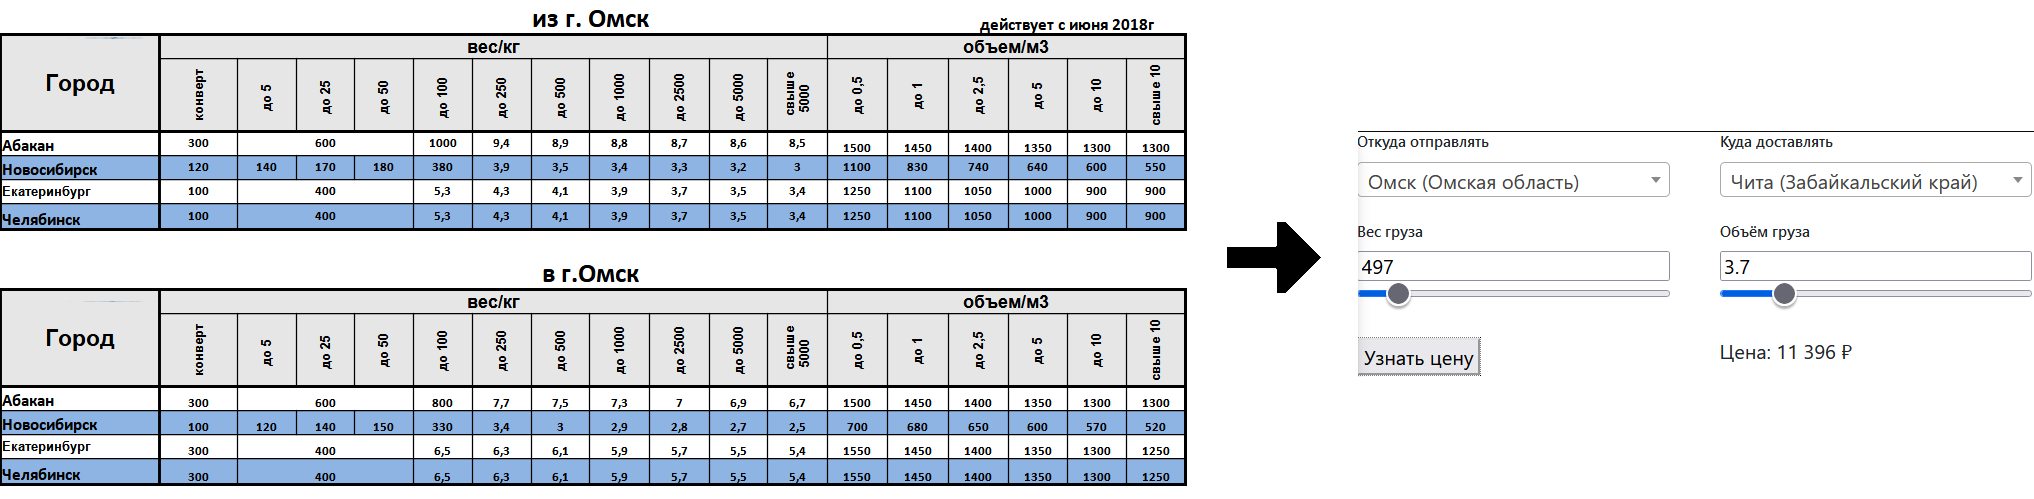 из г. Омск
действует с июня 2018г
Город вес/кг объем/м3
конверт до 5 до 25 до 50 до 100 до 250 до 500 до 1000 до 2500 до 5000 свыше 5000 до 0,5 до 1 до 2,5 до 5 до 10 свыше 10
Абакан 300 600 1000 9,4 8,9 8,8 8,7 8,6 8,5 1500 1450 1400 1350 1300 1300
Новосибирск 120 140 170 180 380 3,9 3,5 3,4 3,3 3,2 3 1100 830 740 640 600 550
Екатеринбург 100 400 5,3 4,3 4,1 3,9 3,7 3,5 3,4 1250 1100 1050 1000 900 900
Челябинск 100 400 5,3 4,3 4,1 3,9 3,7 3,5 3,4 1250 1100 1050 1000 900 900
в г.Омск
Город вес/кг объем/м3
конверт до 5 до 25 до 50 до 100 до 250 до 500 до 1000 до 2500 до 5000 свыше 5000 до 0,5 до 1 до 2,5 до 5 до 10 свыше 10
Абакан 300 600 800 7,7 7,5 7,3 7 6,9 6,7 1500 1450 1400 1350 1300 1300
Новосибирск 100 120 140 150 330 3,4 3 2,9 2,8 2,7 2,5 700 680 650 600 570 520
Екатеринбург 300 400 6,5 6,3 6,1 5,9 5,7 5,5 5,4 1550 1450 1400 1350 1300 1250
Челябинск 300 400 6,5 6,3 6,1 5,9 5,7 5,5 5,4 1550 1450 1400 1350 1300 1250
Откуда отправлять
Омск (Омская область)
Куда доставлять
Чита (Забайкальский край)
Вес груза
497
Объём груза
3.7
Узнать цену
Цена: 11 396 ₽